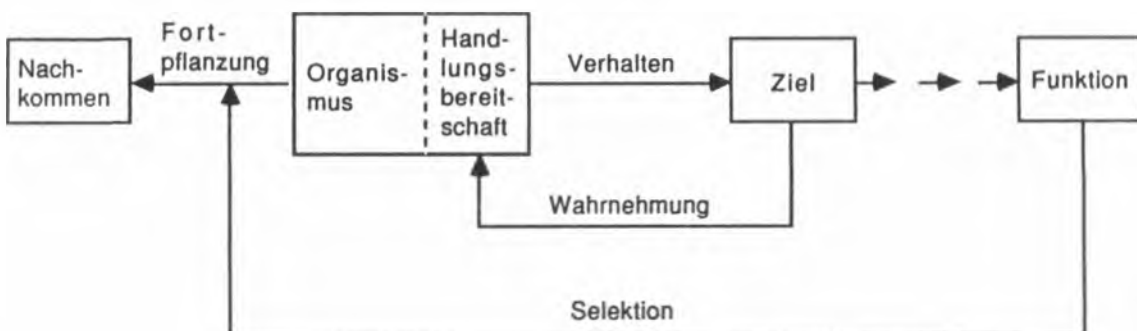 Nach-
kommen
Fort-
pflanzung
Organis-
mus
Hand-
lungs-
bereit-
schaft
Verhalten
Ziel
Funktion
Wahrnehmung
Selektion